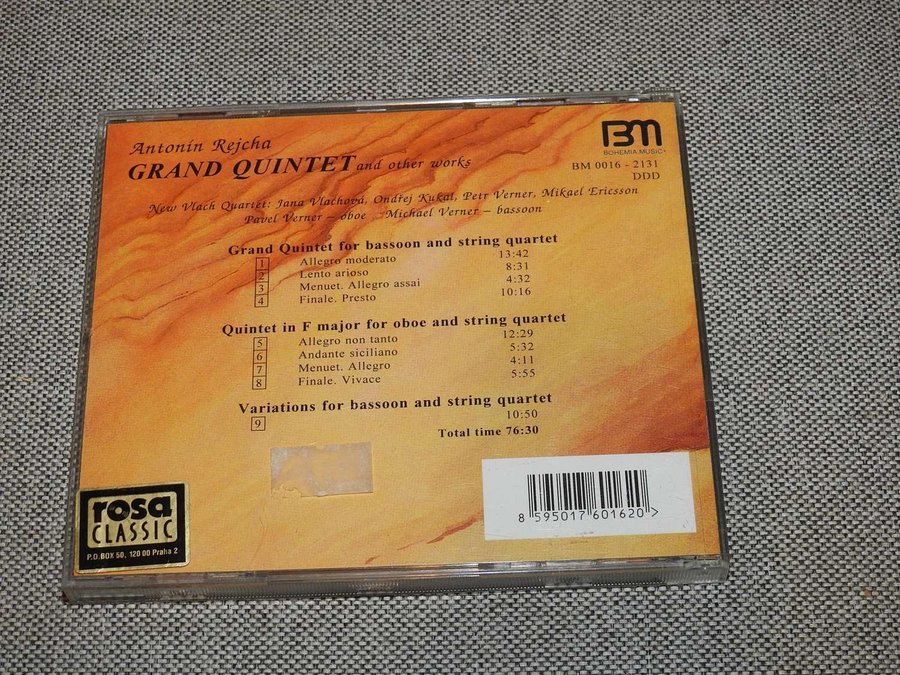 Antonín Rejcha
GRAND QUINTET and other works
BM
BOHEMIA MUSIC
BM 0016 - 2131
DDD
New Vlach Quartet: Jana Vlachová, Ondřej Kukal, Petr Verner, Mikael Ericsson
Pavel Verner – oboe Michael Verner – bassoon
Grand Quintet for bassoon and string quartet
1 Allegro moderato 13:42
2 Lento arioso 8:31
3 Menuet. Allegro assai 4:32
4 Finale. Presto 10:16
Quintet in F major for oboe and string quartet
5 Allegro non tanto 12:29
6 Andante siciliano 5:32
7 Menuet. Allegro 4:11
8 Finale. Vivace 5:55
Variations for bassoon and string quartet
9 10:50
Total time 76:30
rosa
CLASSIC
P.O.BOX 50, 120 00 Praha 2
8 595017 601620 >